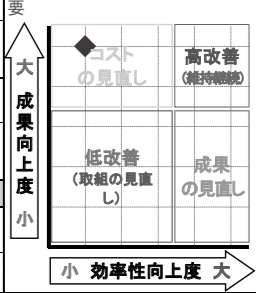 要
大
成
果
向
上
度
小
コスト
の見直し
高改善
(維持継続)
低改善
(取組の見直
し)
成果
の見直し
小 効率性向上度 大